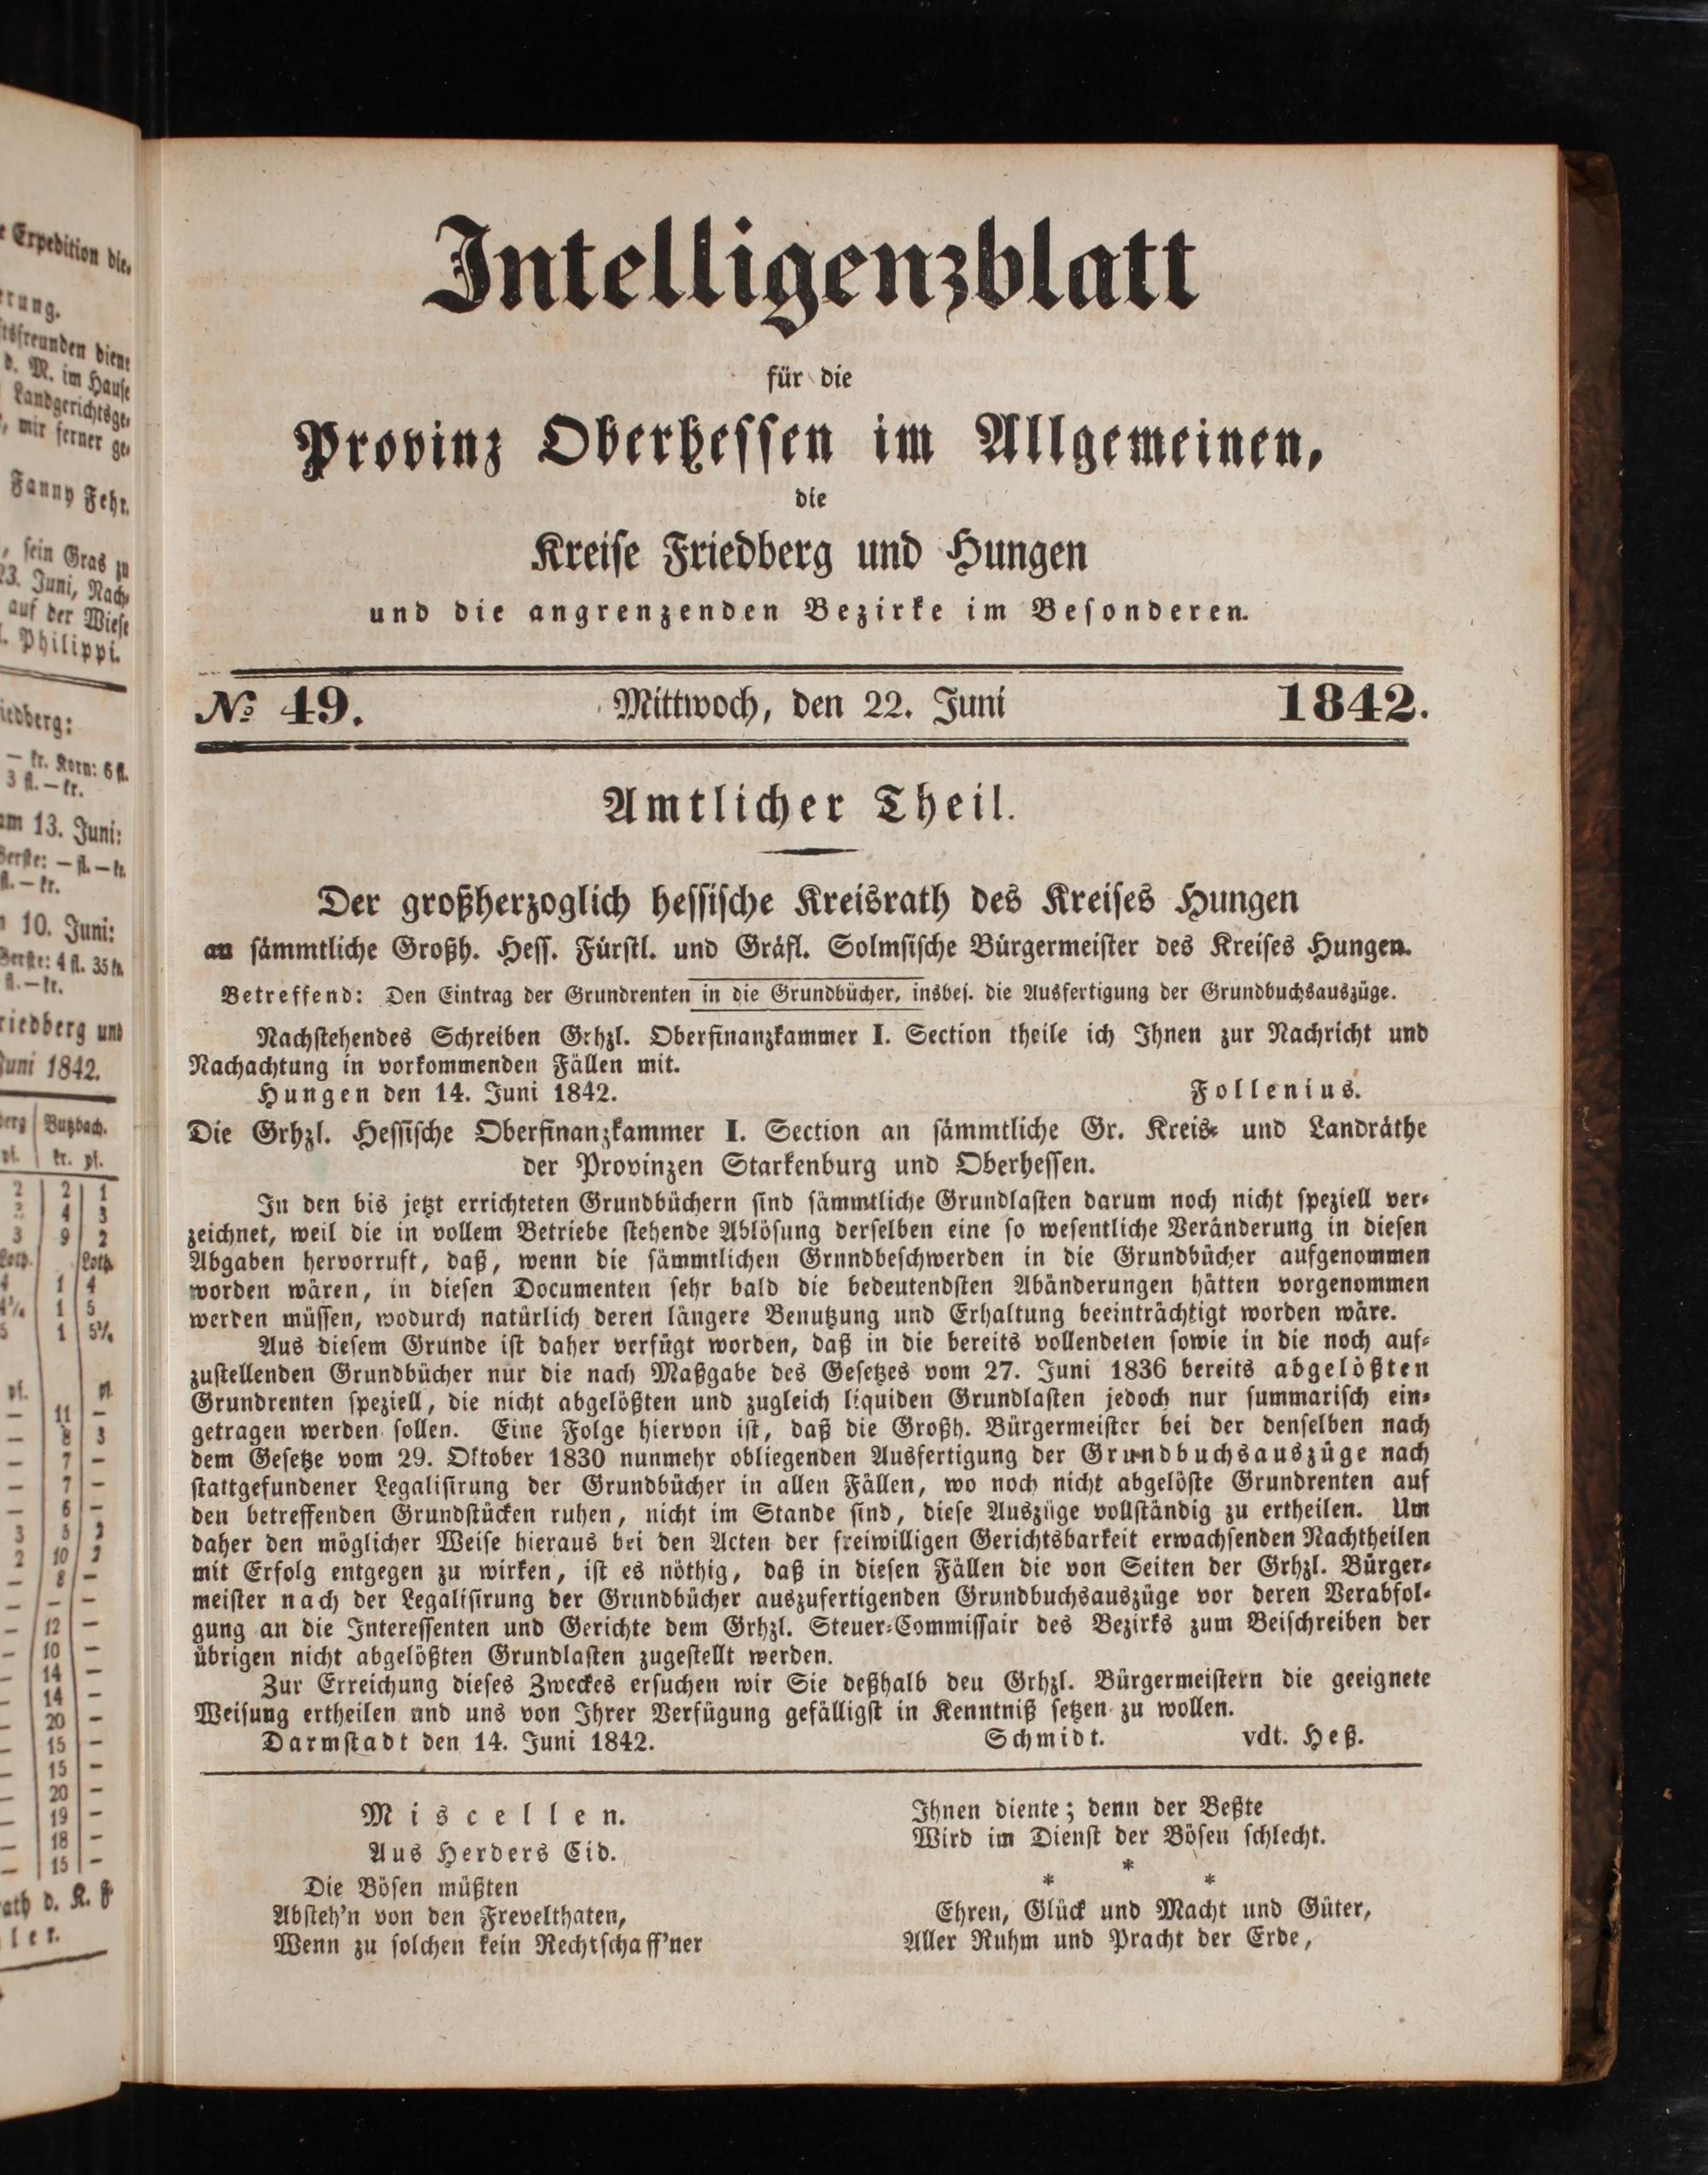 Intelligenzblatt
für die
Provinz Oberhessen im Allgemeinen,
die
Kreise Friedberg und Hungen
und die angrenzenden Bezirke im Besonderen.
№ 49. Mittwoch, den 22. Juni 1842.
Amtlicher Theil.
Der großherzoglich hessische Kreisrath des Kreises Hungen
an sämmtliche Großh. Hess. Fürstl. und Gräfl. Solmsische Bürgermeister des Kreises Hungen.
Betreffend: Den Eintrag der Grundrenten in die Grundbücher, insbes. die Ausfertigung der Grundbuchsauszüge.
Nachstehendes Schreiben Grhzl. Oberfinanzkammer I. Section theile ich Ihnen zur Nachricht und
Nachachtung in vorkommenden Fällen mit.
Hungen den 14. Juni 1842. Follenius.
Die Grhzl. Hessische Oberfinanzkammer I. Section an sämmtliche Gr. Kreis- und Landräthe
der Provinzen Starkenburg und Oberhessen.
In den bis jetzt errichteten Grundbüchern sind sämmtliche Grundlasten darum noch nicht speziell ver-
zeichnet, weil die in vollem Betriebe stehende Ablösung derselben eine so wesentliche Veränderung in diesen
Abgaben hervorruft, daß, wenn die sämmtlichen Grnndbeschwerden in die Grundbücher aufgenommen
worden wären, in diesen Documenten sehr bald die bedeutendsten Abänderungen hätten vorgenommen
werden müssen, wodurch natürlich deren längere Benutzung und Erhaltung beeinträchtigt worden wäre.
Aus diesem Grunde ist daher verfügt worden, daß in die bereits vollendeten sowie in die noch auf-
zustellenden Grundbücher nur die nach Maßgabe des Gesetzes vom 27. Juni 1836 bereits abgelößten
Grundrenten speziell, die nicht abgelößten und zugleich liquiden Grundlasten jedoch nur summarisch ein-
getragen werden sollen. Eine Folge hiervon ist, daß die Großh. Bürgermeister bei der denselben nach
dem Gesetze vom 29. Oktober 1830 nunmehr obliegenden Ausfertigung der Grundbuchsauszüge nach
stattgefundener Legalisirung der Grundbücher in allen Fällen, wo noch nicht abgelöste Grundrenten auf
den betreffenden Grundstücken ruhen, nicht im Stande sind, diese Auszüge vollständig zu ertheilen. Um
daher den möglicher Weise hieraus bei den Acten der freiwilligen Gerichtsbarkeit erwachsenden Nachtheilen
mit Erfolg entgegen zu wirken, ist es nöthig, daß in diesen Fällen die von Seiten der Grhzl. Bürger-
meister nach der Legalisirung der Grundbücher auszufertigenden Grundbuchsauszüge vor deren Verabfol-
gung an die Interessenten und Gerichte dem Grhzl. Steuer-Commissair des Bezirks zum Beischreiben der
übrigen nicht abgelößten Grundlasten zugestellt werden.
Zur Erreichung dieses Zweckes ersuchen wir Sie deßhalb den Grhzl. Bürgermeistern die geeignete
Weisung ertheilen und uns von Ihrer Verfügung gefälligst in Kenntniß setzen zu wollen.
Darmstadt den 14. Juni 1842. Schmidt. vdt. Heß.
Miscellen.
Aus Herders Cid.
Die Bösen müßten
Absteh'n von den Frevelthaten,
Wenn zu solchen kein Rechtschaff'ner
Ihnen diente; denn der Beßte
Wird im Dienst der Bösen schlecht.
* * *
Ehren, Glück und Macht und Güter,
Aller Ruhm und Pracht der Erde,